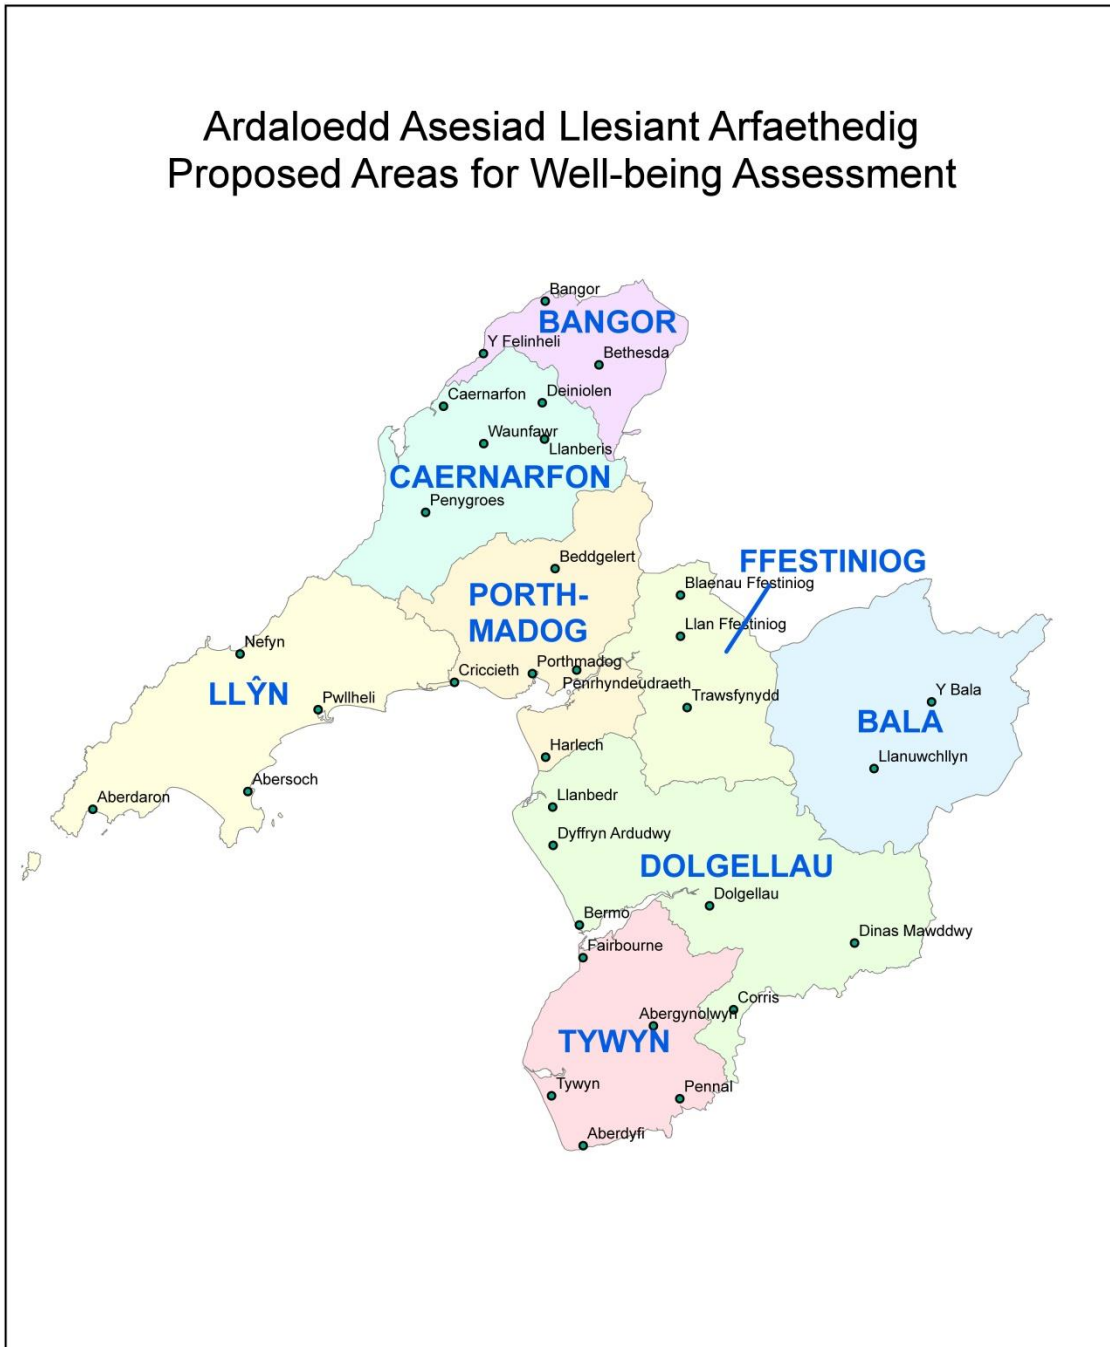 Ardaloedd Asesiad Llesiant Arfaethedig
Proposed Areas for Well-being Assessment
Bangor
BANGOR
Y Felinheli
Bethesda
Caernarfon
Deiniolen
Waunfawr
Llanberis
CAERNARFON
Penygroes
Beddgelert
FFESTINIOG
Blaenau Ffestiniog
PORTH-
MADOG
Llan Ffestiniog
Nefyn
Criccieth
Porthmadog
Penrhyndeudraeth
LLŶN
Pwllheli
Trawsfynydd
Y Bala
BALA
Harlech
Llanuwchllyn
Abersoch
Aberdaron
Llanbedr
Dyffryn Ardudwy
DOLGELLAU
Dolgellau
Bermo
Dinas Mawddwy
Fairbourne
Corris
Abergynolwyn
TYWYN
Tywyn
Pennal
Aberdyfi